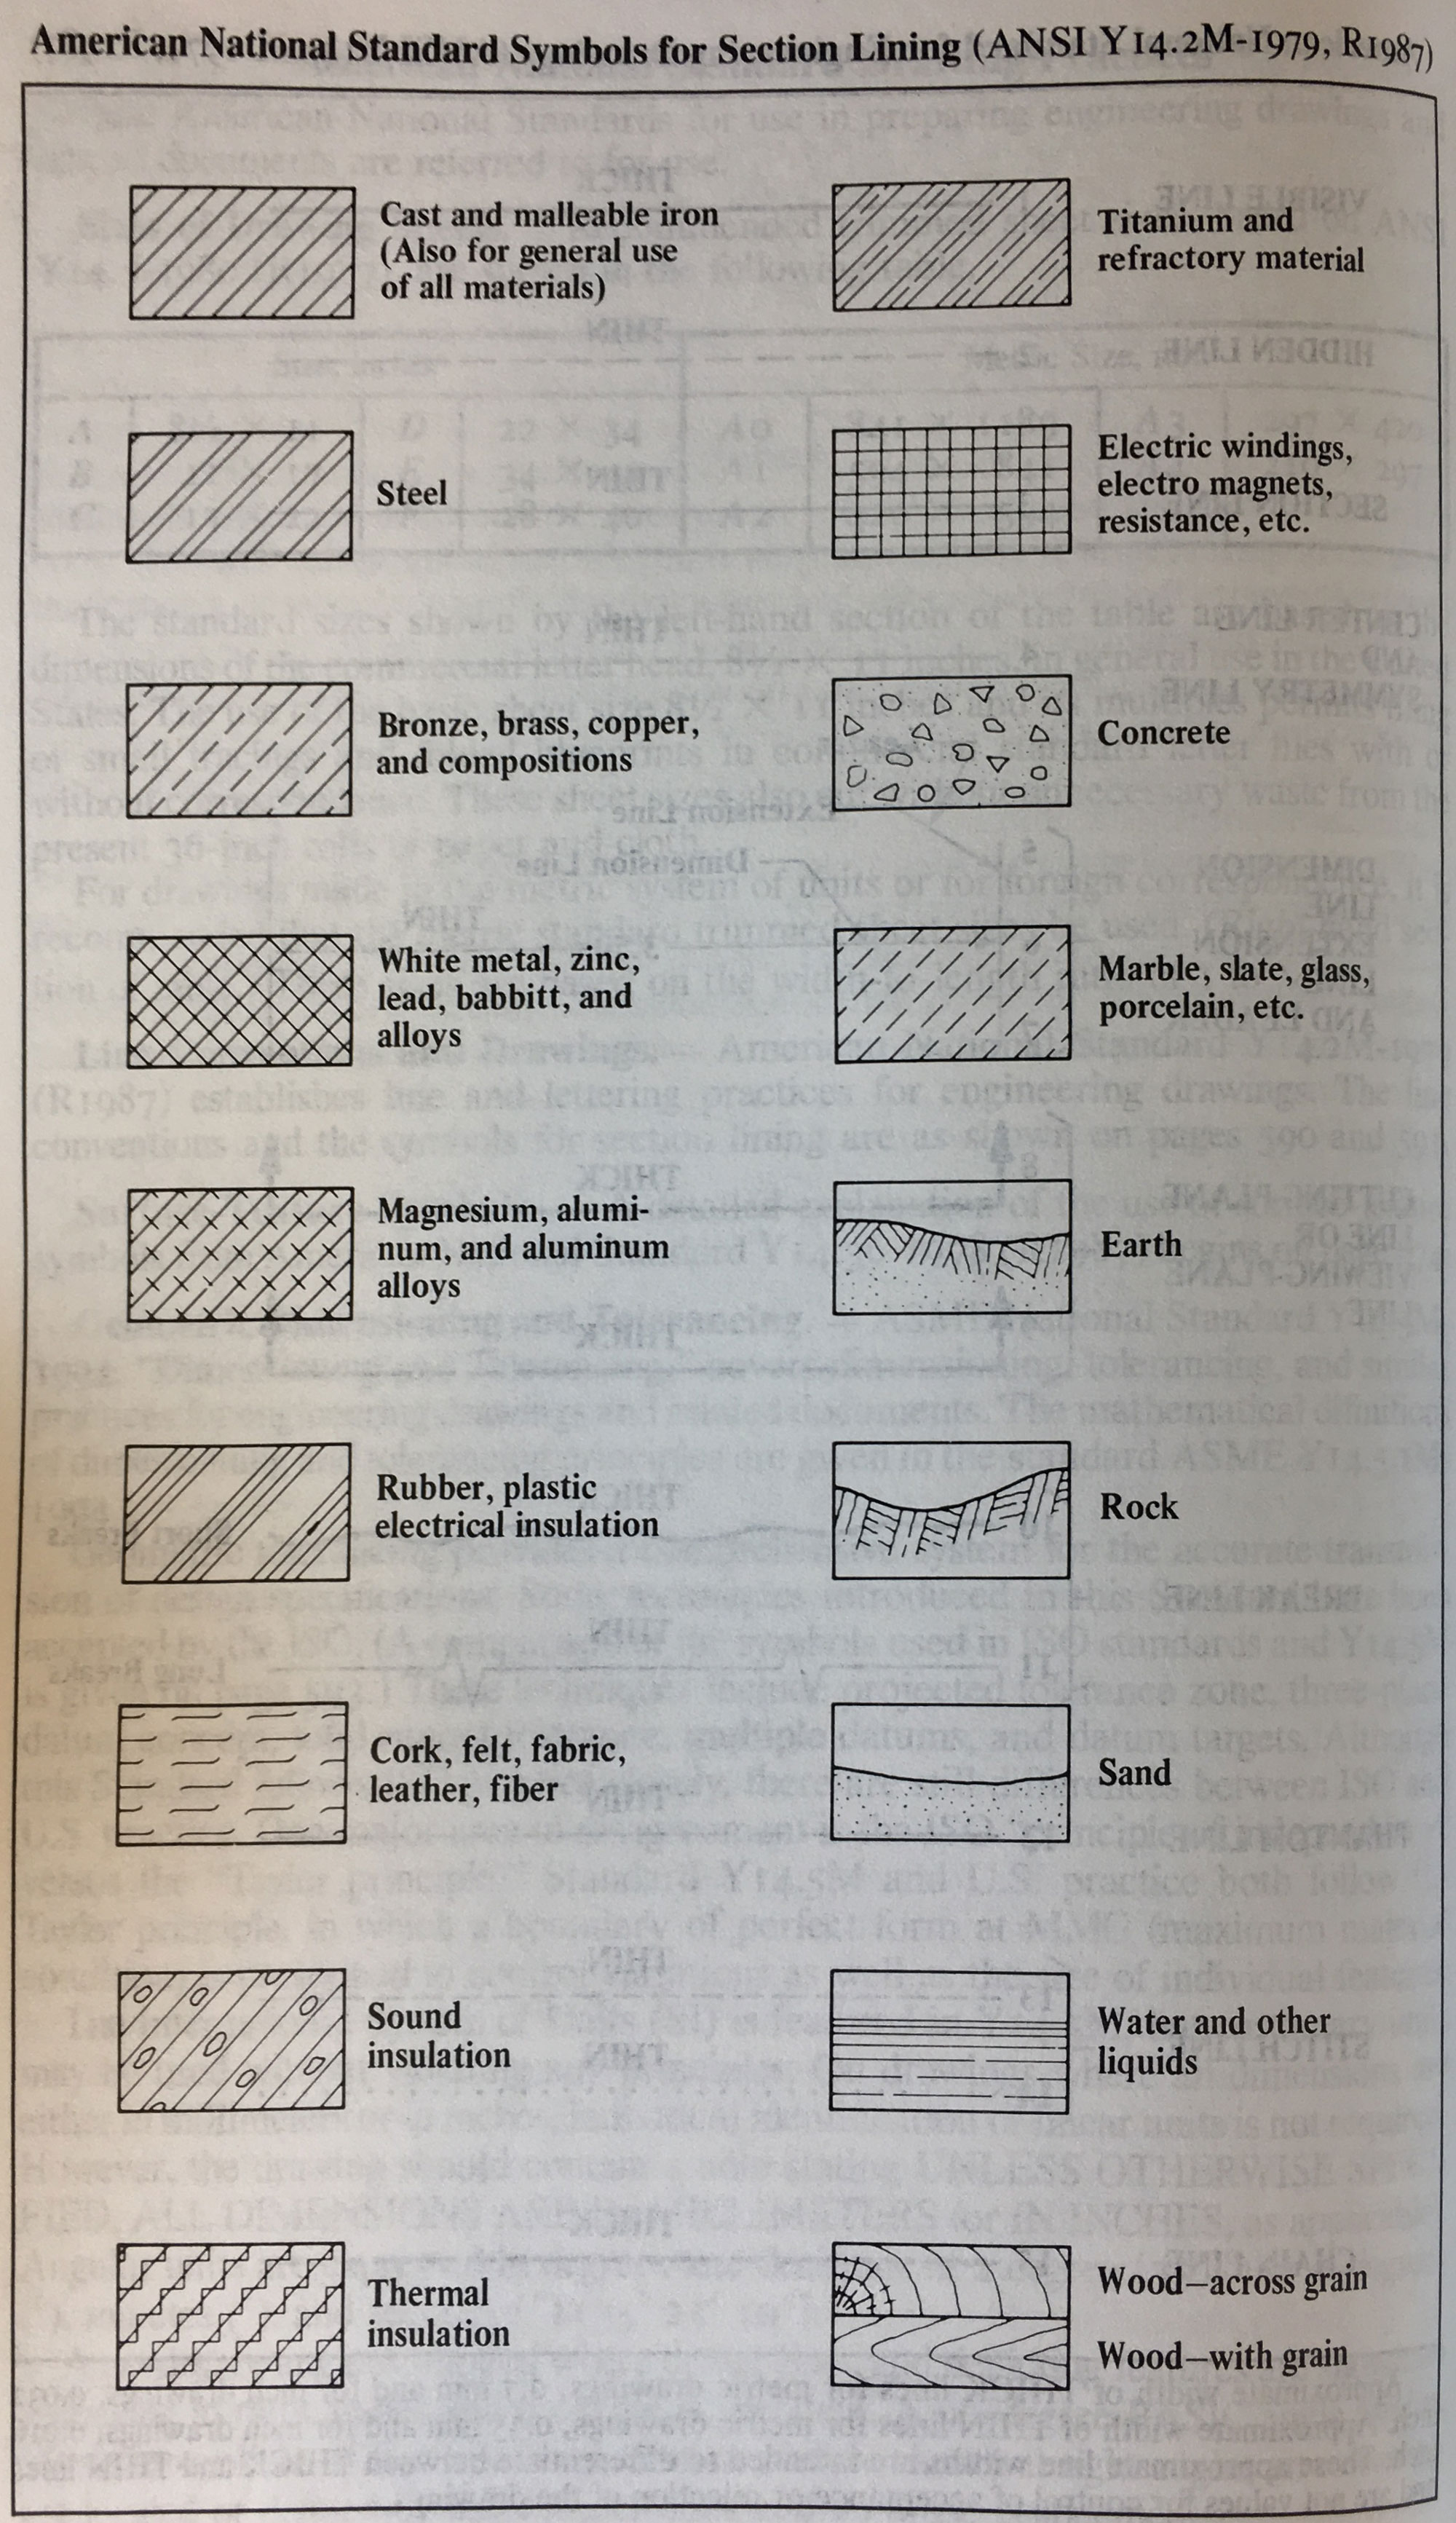 American National Standard Symbols for Section Lining (ANSI Y14.2M-1979, R1987)
Cast and malleable iron
(Also for general use
of all materials)
Titanium and
refractory material
Steel
Electric windings,
electro magnets,
resistance, etc.
Bronze, brass, copper,
and compositions
Concrete
White metal, zinc,
lead, babbitt, and
alloys
Marble, slate, glass,
porcelain, etc.
Magnesium, alumi-
num, and aluminum
alloys
Earth
Rubber, plastic
electrical insulation
Rock
Cork, felt, fabric,
leather, fiber
Sand
Sound
insulation
Water and other
liquids
Thermal
insulation
Wood—across grain
Wood—with grain